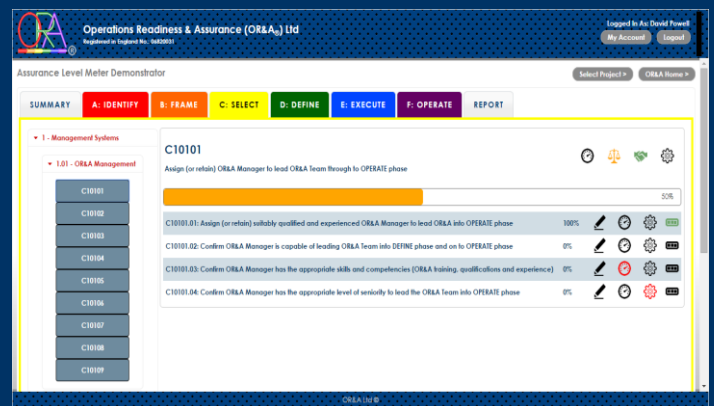 ORA
®
Operations Readiness & Assurance (OR&A®) Ltd
Registered in England No.: 06820031
Logged In As: David Powell
My Account
Logout
Assurance Level Meter Demonstrator
Select Project >
OR&A Home >
SUMMARY
A: IDENTIFY
B: FRAME
C: SELECT
D: DEFINE
E: EXECUTE
F: OPERATE
REPORT
1 - Management Systems
1.01 - OR&A Management
C10101
C10102
C10103
C10104
C10105
C10106
C10107
C10108
C10109
C10101
Assign (or retain) OR&A Manager to lead OR&A Team through to OPERATE phase
50%
C10101.01: Assign (or retain) suitably qualified and experienced OR&A Manager to lead OR&A into OPERATE phase 100%
C10101.02: Confirm OR&A Manager is capable of leading OR&A Team into DEFINE phase and on to OPERATE phase 0%
C10101.03: Confirm OR&A Manager has the appropriate skills and competencies (OR&A training, qualifications and experience) 0%
C10101.04: Confirm OR&A Manager has the appropriate level of seniority to lead the OR&A Team into OPERATE phase 0%
OR&A Ltd ©